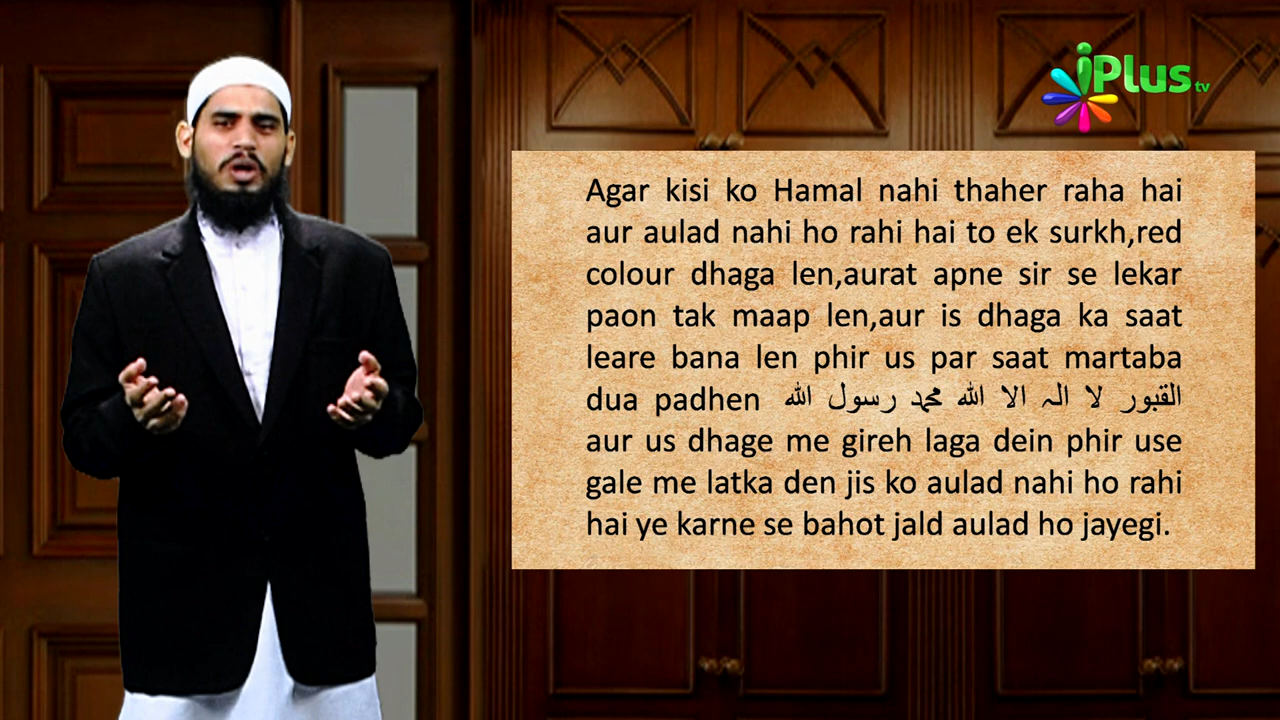 iPlus tv
Agar kisi ko Hamal nahi thaher raha hai
aur aulad nahi ho rahi hai to ek surkh,red
colour dhaga len,aurat apne sir se lekar
paon tak maap len,aur is dhaga ka saat
leare bana len phir us par saat martaba
dua padhen القبور لا الہ الا الله محمد رسول الله
aur us dhage me gireh laga dein phir use
gale me latka den jis ko aulad nahi ho rahi
hai ye karne se bahot jald aulad ho jayegi.